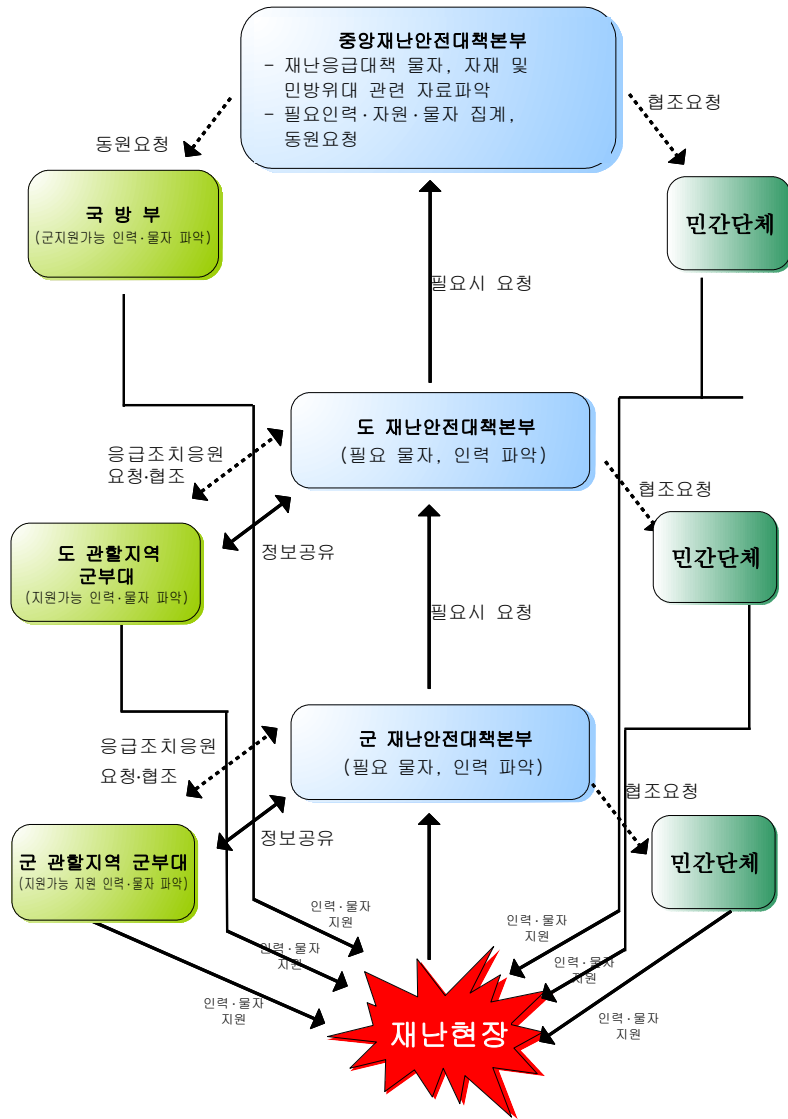 중앙재난안전대책본부
- 재난응급대책 물자, 자재 및
민방위대 관련 자료파악
- 필요인력·자원·물자 집계,
동원요청
동원요청
협조요청
국 방 부
(군지원가능 인력·물자 파악)
민간단체
필요시 요청
도 재난안전대책본부
(필요 물자, 인력 파악)
응급조치응원
요청·협조
협조요청
정보공유
도 관할지역
군부대
(지원가능 인력·물자 파악)
민간단체
필요시 요청
군 재난안전대책본부
(필요 물자, 인력 파악)
응급조치응원
요청·협조
협조요청
정보공유
군 관할지역 군부대
(지원가능 지원 인력·물자 파악)
민간단체
인력·물자
지원
인력·물자
지원
인력·물자
지원
인력·물자
지원
인력·물자
지원
인력·물자
지원
재난현장